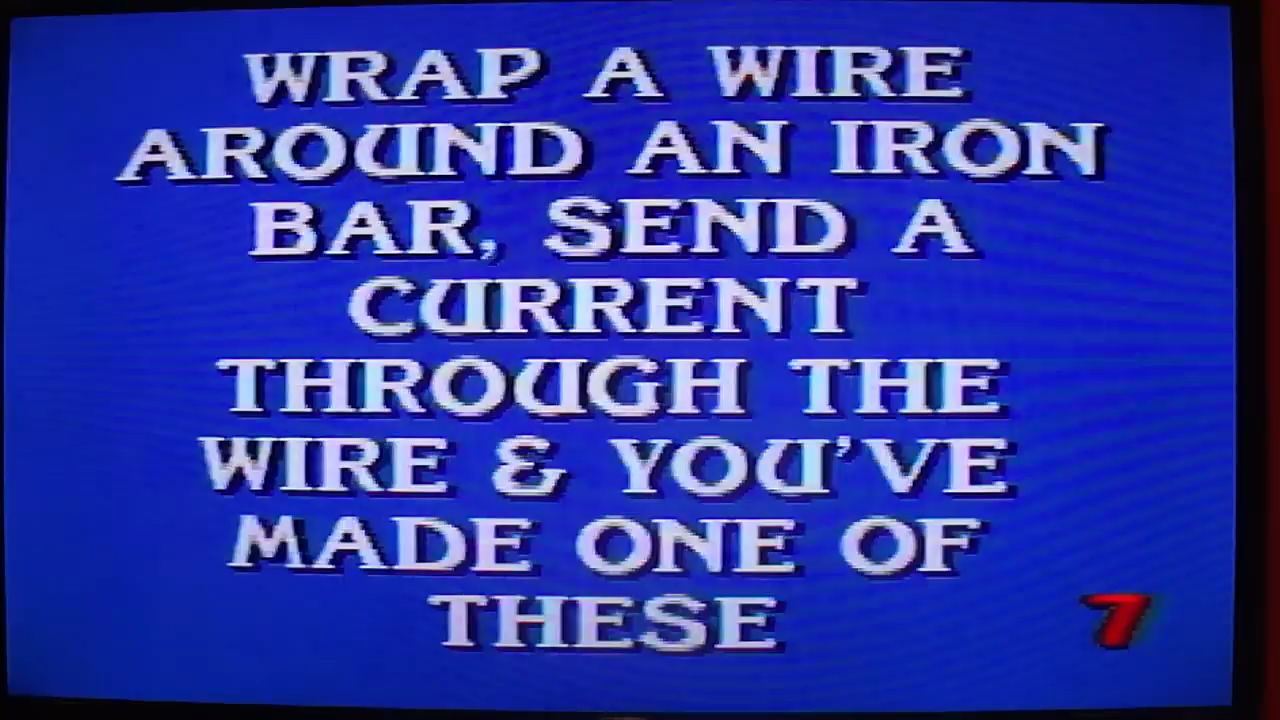 WRAP A WIRE
AROUND AN IRON
BAR, SEND A
CURRENT
THROUGH THE
WIRE & YOU'VE
MADE ONE OF
THESE
7